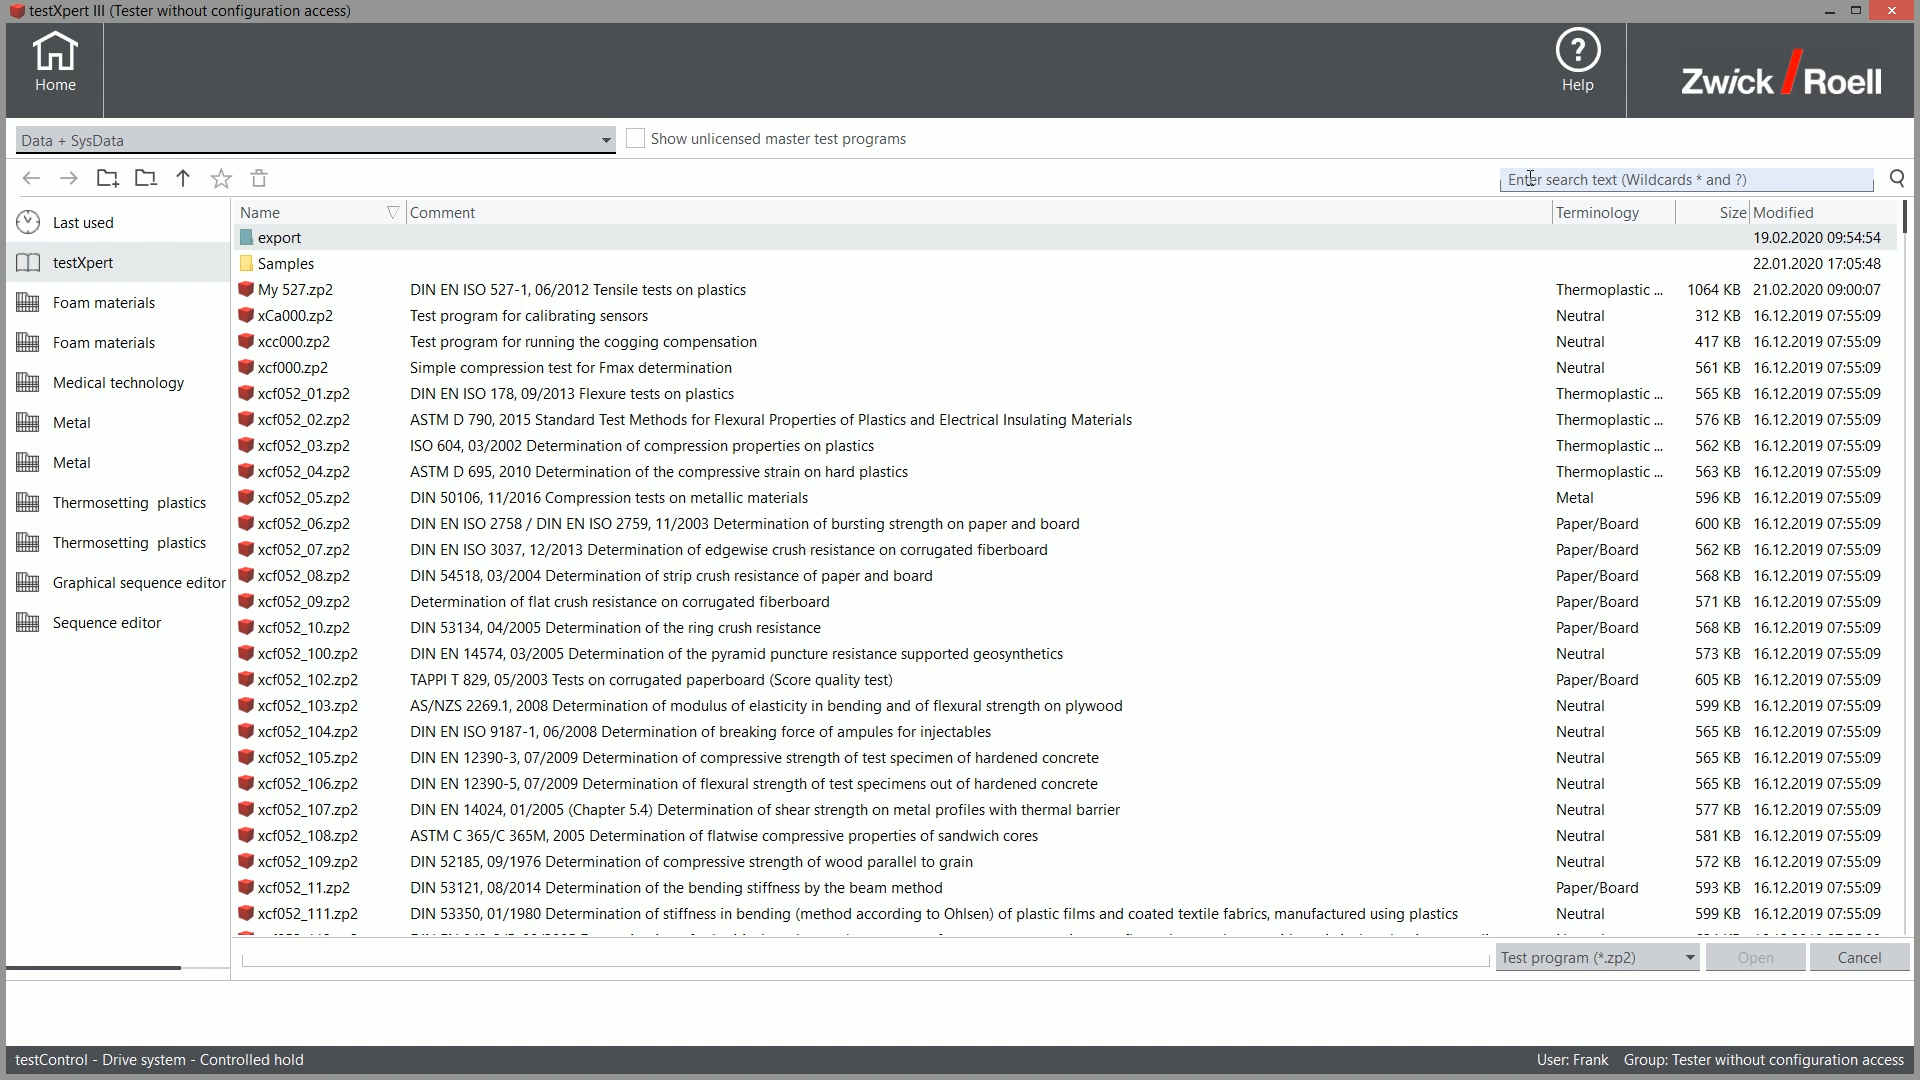 testXpert III (Tester without configuration access)
Home
Help
Zwick / Roell
Data + SysData
Show unlicensed master test programs
Enter search text (Wildcards * and ?)
Name Comment Terminology Size Modified
Last used
testXpert
Foam materials
Foam materials
Medical technology
Metal
Metal
Thermosetting plastics
Thermosetting plastics
Graphical sequence editor
Sequence editor
export 19.02.2020 09:54:54
Samples 22.01.2020 17:05:48
My 527.zp2 DIN EN ISO 527-1, 06/2012 Tensile tests on plastics Thermoplastic ... 1064 KB 21.02.2020 09:00:07
xCa000.zp2 Test program for calibrating sensors Neutral 312 KB 16.12.2019 07:55:09
xcc000.zp2 Test program for running the cogging compensation Neutral 417 KB 16.12.2019 07:55:09
xcf000.zp2 Simple compression test for Fmax determination Neutral 561 KB 16.12.2019 07:55:09
xcf052_01.zp2 DIN EN ISO 178, 09/2013 Flexure tests on plastics Thermoplastic ... 565 KB 16.12.2019 07:55:09
xcf052_02.zp2 ASTM D 790, 2015 Standard Test Methods for Flexural Properties of Plastics and Electrical Insulating Materials Thermoplastic ... 576 KB 16.12.2019 07:55:09
xcf052_03.zp2 ISO 604, 03/2002 Determination of compression properties on plastics Thermoplastic ... 562 KB 16.12.2019 07:55:09
xcf052_04.zp2 ASTM D 695, 2010 Determination of the compressive strain on hard plastics Thermoplastic ... 563 KB 16.12.2019 07:55:09
xcf052_05.zp2 DIN 50106, 11/2016 Compression tests on metallic materials Metal 596 KB 16.12.2019 07:55:09
xcf052_06.zp2 DIN EN ISO 2758 / DIN EN ISO 2759, 11/2003 Determination of bursting strength on paper and board Paper/Board 600 KB 16.12.2019 07:55:09
xcf052_07.zp2 DIN EN ISO 3037, 12/2013 Determination of edgewise crush resistance on corrugated fiberboard Paper/Board 562 KB 16.12.2019 07:55:09
xcf052_08.zp2 DIN 54518, 03/2004 Determination of strip crush resistance of paper and board Paper/Board 568 KB 16.12.2019 07:55:09
xcf052_09.zp2 Determination of flat crush resistance on corrugated fiberboard Paper/Board 571 KB 16.12.2019 07:55:09
xcf052_10.zp2 DIN 53134, 04/2005 Determination of the ring crush resistance Paper/Board 568 KB 16.12.2019 07:55:09
xcf052_100.zp2 DIN EN 14574, 03/2005 Determination of the pyramid puncture resistance supported geosynthetics Neutral 573 KB 16.12.2019 07:55:09
xcf052_102.zp2 TAPPI T 829, 05/2003 Tests on corrugated paperboard (Score quality test) Paper/Board 605 KB 16.12.2019 07:55:09
xcf052_103.zp2 AS/NZS 2269.1, 2008 Determination of modulus of elasticity in bending and of flexural strength on plywood Neutral 599 KB 16.12.2019 07:55:09
xcf052_104.zp2 DIN EN ISO 9187-1, 06/2008 Determination of breaking force of ampules for injectables Neutral 565 KB 16.12.2019 07:55:09
xcf052_105.zp2 DIN EN 12390-3, 07/2009 Determination of compressive strength of test specimen of hardened concrete Neutral 565 KB 16.12.2019 07:55:09
xcf052_106.zp2 DIN EN 12390-5, 07/2009 Determination of flexural strength of test specimens out of hardened concrete Neutral 565 KB 16.12.2019 07:55:09
xcf052_107.zp2 DIN EN 14024, 01/2005 (Chapter 5.4) Determination of shear strength on metal profiles with thermal barrier Neutral 577 KB 16.12.2019 07:55:09
xcf052_108.zp2 ASTM C 365/C 365M, 2005 Determination of flatwise compressive properties of sandwich cores Neutral 581 KB 16.12.2019 07:55:09
xcf052_109.zp2 DIN 52185, 09/1976 Determination of compressive strength of wood parallel to grain Neutral 572 KB 16.12.2019 07:55:09
xcf052_11.zp2 DIN 53121, 08/2014 Determination of the bending stiffness by the beam method Paper/Board 593 KB 16.12.2019 07:55:09
xcf052_111.zp2 DIN 53350, 01/1980 Determination of stiffness in bending (method according to Ohlsen) of plastic films and coated textile fabrics, manufactured using plastics Neutral 599 KB 16.12.2019 07:55:09
Test program (*.zp2) Open Cancel
testControl - Drive system - Controlled hold
User: Frank Group: Tester without configuration access